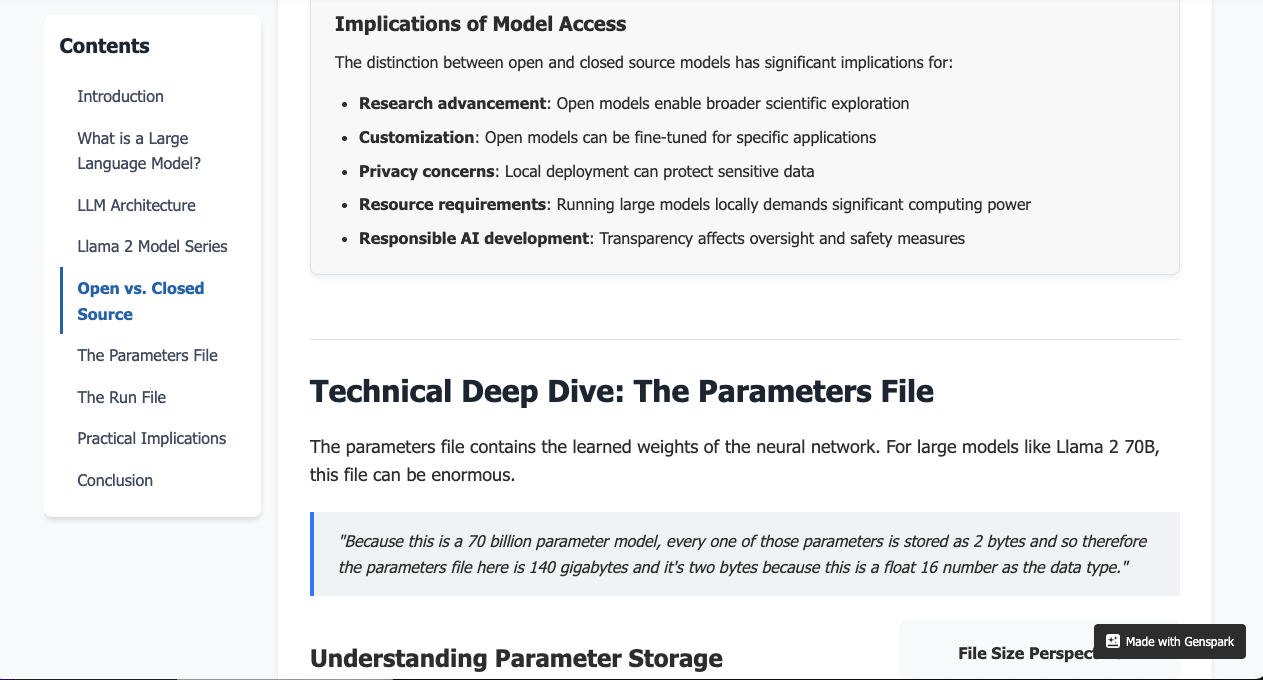 Contents
Introduction
What is a Large
Language Model?
LLM Architecture
Llama 2 Model Series
Open vs. Closed
Source
The Parameters File
The Run File
Practical Implications
Conclusion
Implications of Model Access
The distinction between open and closed source models has significant implications for:
• Research advancement: Open models enable broader scientific exploration
• Customization: Open models can be fine-tuned for specific applications
• Privacy concerns: Local deployment can protect sensitive data
• Resource requirements: Running large models locally demands significant computing power
• Responsible AI development: Transparency affects oversight and safety measures
Technical Deep Dive: The Parameters File
The parameters file contains the learned weights of the neural network. For large models like Llama 2 70B,
this file can be enormous.
"Because this is a 70 billion parameter model, every one of those parameters is stored as 2 bytes and so therefore
the parameters file here is 140 gigabytes and it's two bytes because this is a float 16 number as the data type."
Understanding Parameter Storage
File Size
Made with Genspark